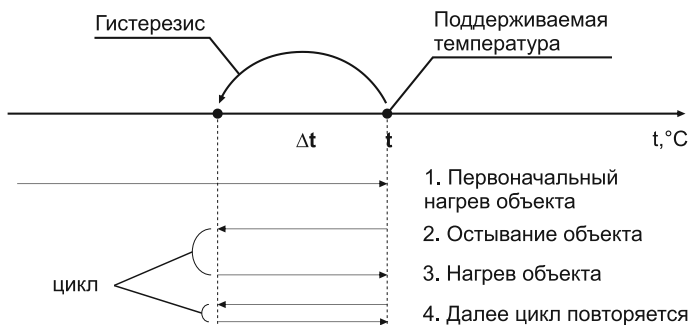 Гистерезис
Поддерживаемая
температура
Δt
t
t,°C
1. Первоначальный
нагрев объекта
2. Остывание объекта
цикл
3. Нагрев объекта
4. Далее цикл повторяется